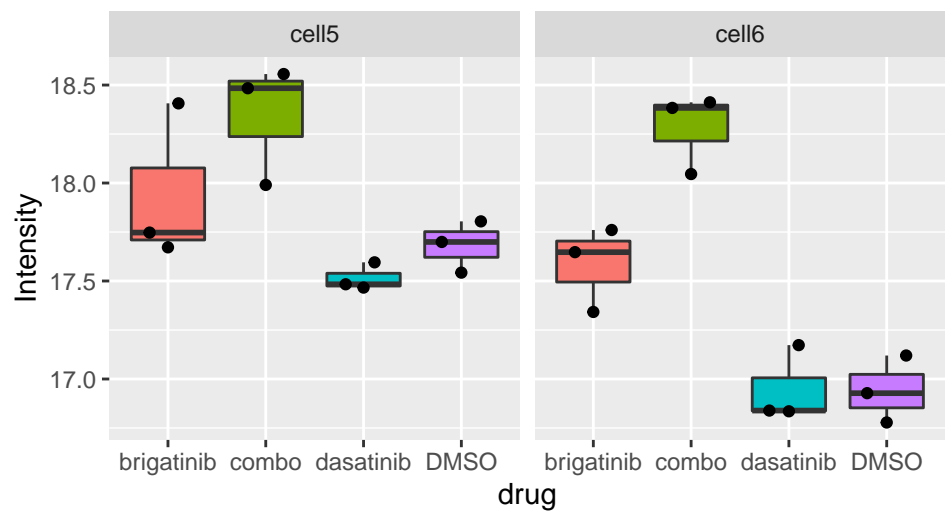 cell5 cell6
Intensity
18.5
18.0
17.5
17.0
brigatinib combo dasatinib DMSO brigatinib combo dasatinib DMSO
drug